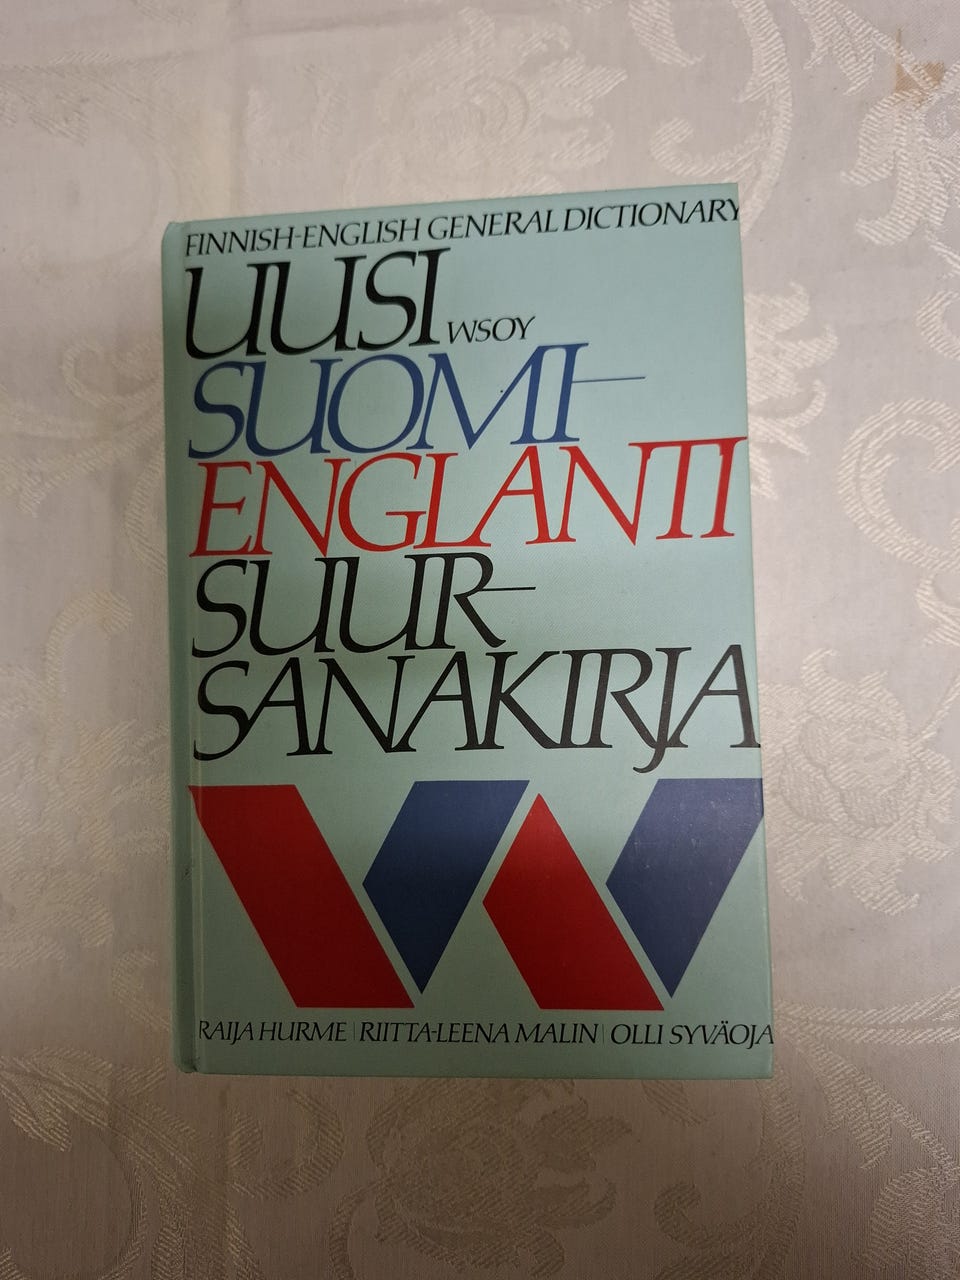 FINNISH-ENGLISH GENERAL DICTIONARY
UUSI WSOY
SUOMI-
ENGLANTI
SUUR-
SANAKIRJA
RAIJA HURME | RIITTA-LEENA MALIN | OLLI SYVÄOJA